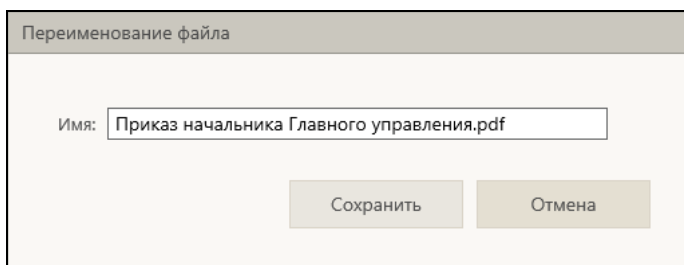 Переименование файла
Имя: Приказ начальника Главного управления.pdf
Сохранить Отмена